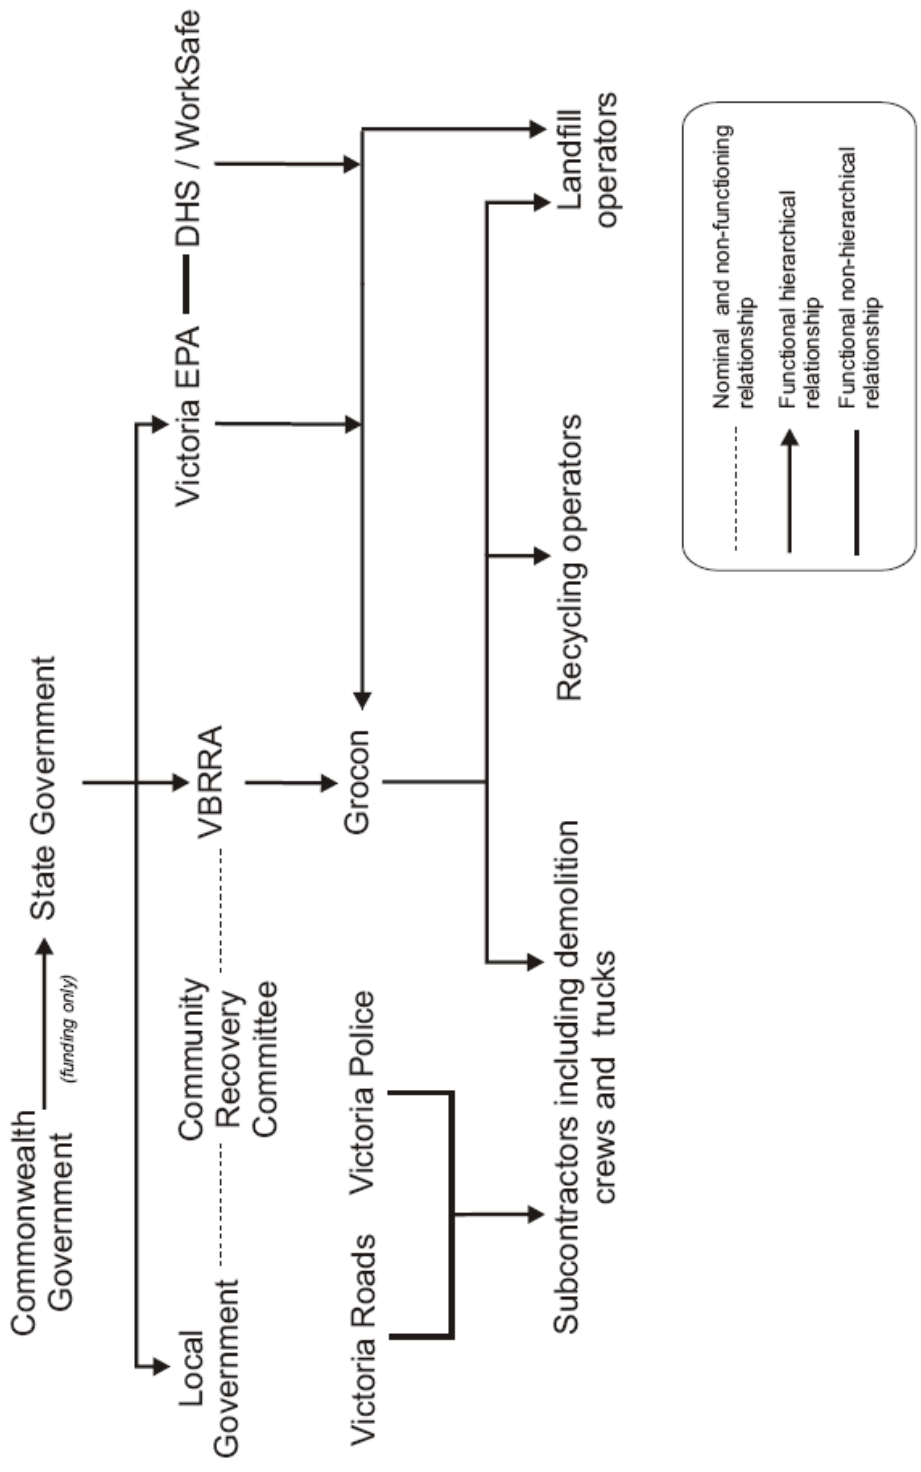 Commonwealth
Government
(funding only)
State Government
Local
Government
Community
Recovery
Committee
VBRRA
Victoria EPA
DHS / WorkSafe
Victoria Roads
Victoria Police
Grocon
Subcontractors including demolition
crews and trucks
Recycling operators
Landfill
operators
Nominal and non-functioning
relationship
Functional hierarchical
relationship
Functional non-hierarchical
relationship